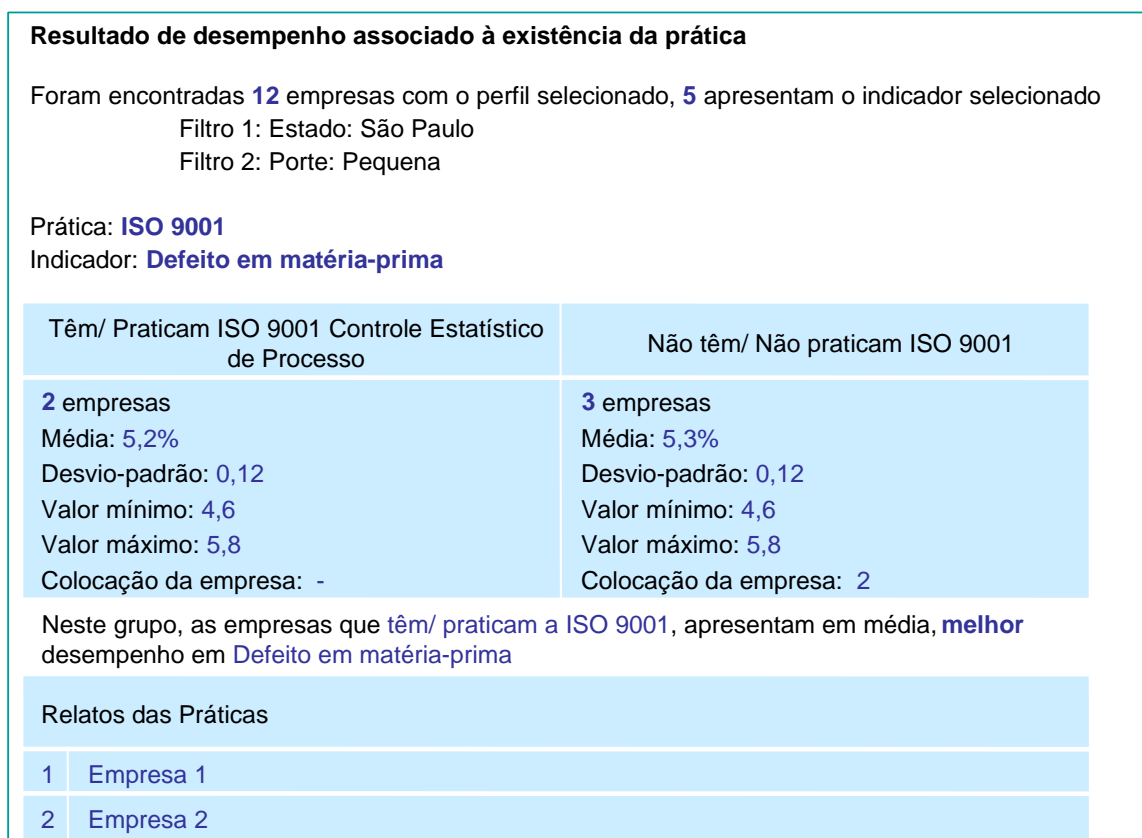 Resultado de desempenho associado à existência da prática
Foram encontradas 12 empresas com o perfil selecionado, 5 apresentam o indicador selecionado
Filtro 1: Estado: São Paulo
Filtro 2: Porte: Pequena
Prática: ISO 9001
Indicador: Defeito em matéria-prima
Têm/ Praticam ISO 9001 Controle Estatístico
de Processo
Não têm/ Não praticam ISO 9001
2 empresas
Média: 5,2%
Desvio-padrão: 0,12
Valor mínimo: 4,6
Valor máximo: 5,8
Colocação da empresa: -
3 empresas
Média: 5,3%
Desvio-padrão: 0,12
Valor mínimo: 4,6
Valor máximo: 5,8
Colocação da empresa: 2
Neste grupo, as empresas que têm/ praticam a ISO 9001, apresentam em média, melhor
desempenho em Defeito em matéria-prima
Relatos das Práticas
1 Empresa 1
2 Empresa 2